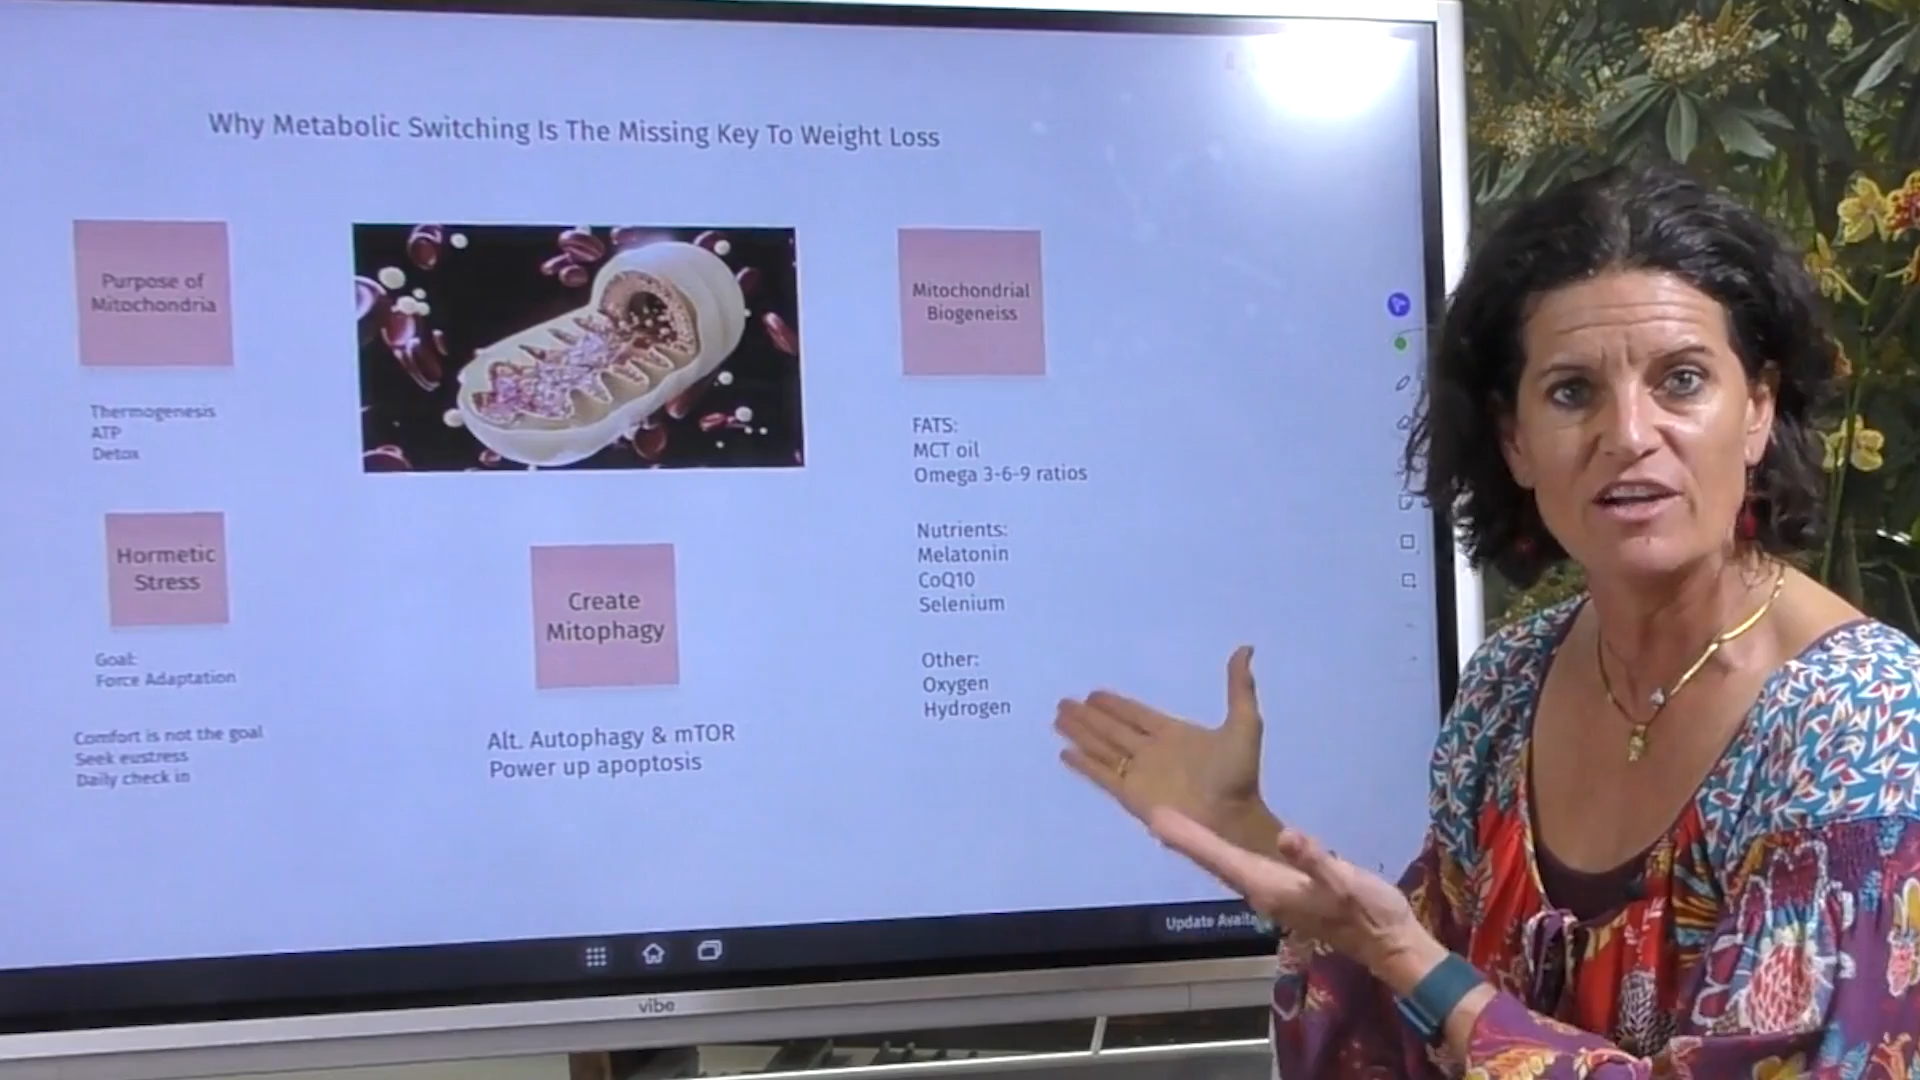 Why Metabolic Switching Is The Missing Key To Weight Loss
Purpose of
Mitochondria
Thermogenesis
ATP
Detox
Hormetic
Stress
Goal:
Force Adaptation
Comfort is not the goal
Seek eustress
Daily check in
Create
Mitophagy
Alt. Autophagy & mTOR
Power up apoptosis
Mitochondrial
Biogeneiss
FATS:
MCT oil
Omega 3-6-9 ratios
Nutrients:
Melatonin
CoQ10
Selenium
Other:
Oxygen
Hydrogen
Update
vibe